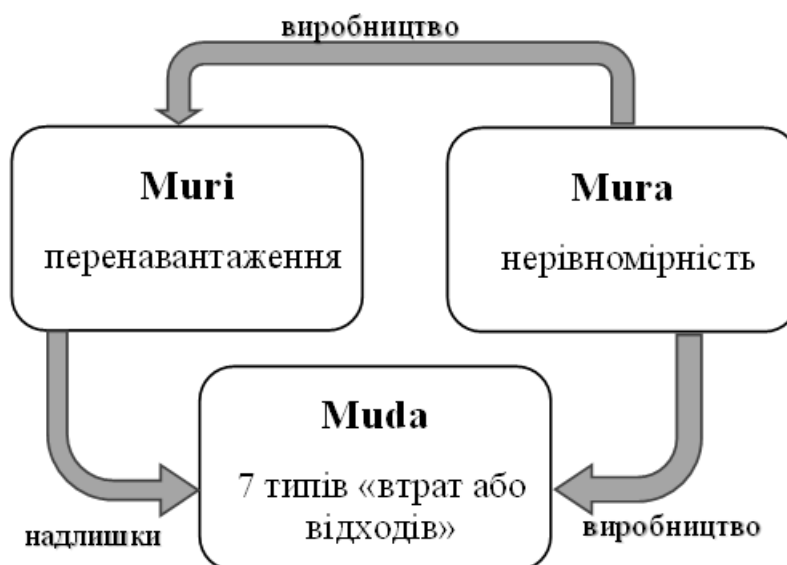 виробництво
Muri
перенавантаження
Mura
нерівномірність
Muda
7 типів «втрат або
відходів»
надлишки
виробництво